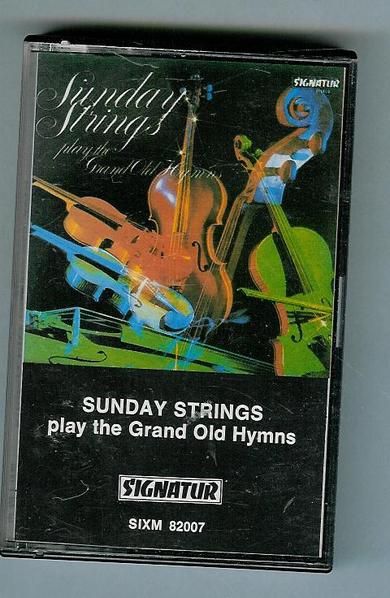 Sunday
Strings
play the
Grand Old Hymns
SIGNATUR
SUNDAY STRINGS
play the Grand Old Hymns
SIGNATUR
SIXM 82007